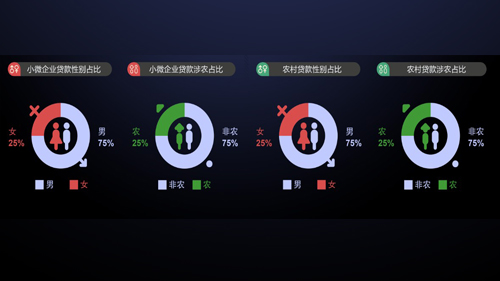 小微企业贷款性别占比
女
25%
男
75%
男 女
小微企业贷款涉农占比
农
25%
非农
75%
非农 农
农村贷款性别占比
女
25%
男
75%
男 女
农村贷款涉农占比
农
25%
非农
75%
非农 农